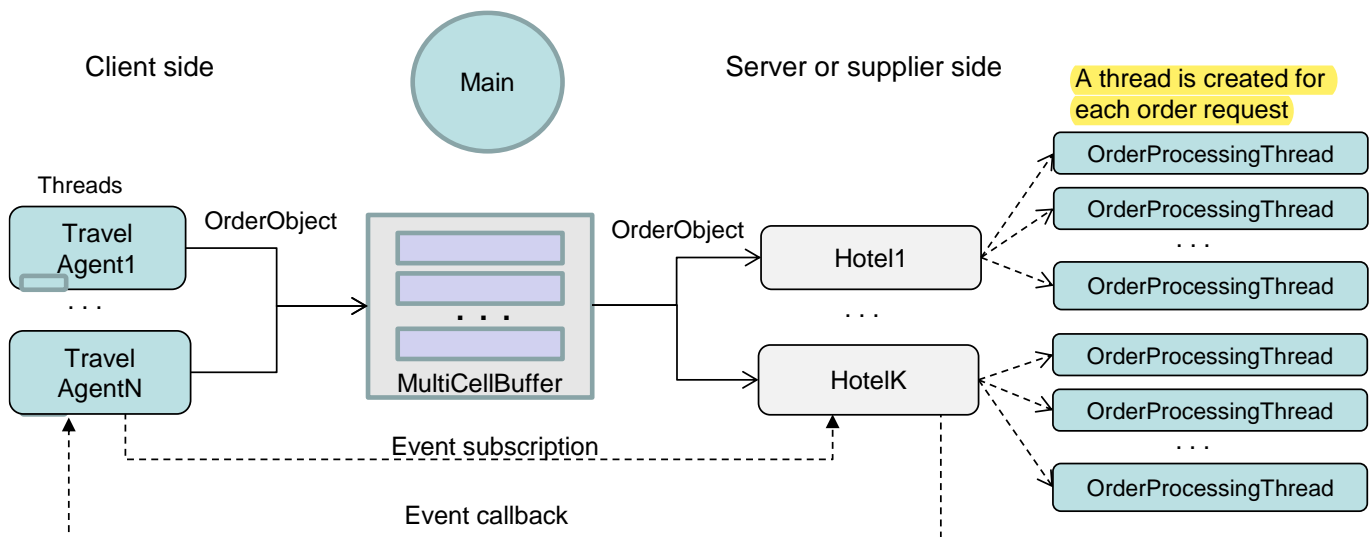 Client side
Main
Server or supplier side
A thread is created for
each order request
Threads
Travel
Agent1
. . .
Travel
AgentN
OrderObject
. . .
MultiCellBuffer
OrderObject
Hotel1
. . .
HotelK
OrderProcessingThread
OrderProcessingThread
. . .
OrderProcessingThread
OrderProcessingThread
OrderProcessingThread
. . .
OrderProcessingThread
Event subscription
Event callback